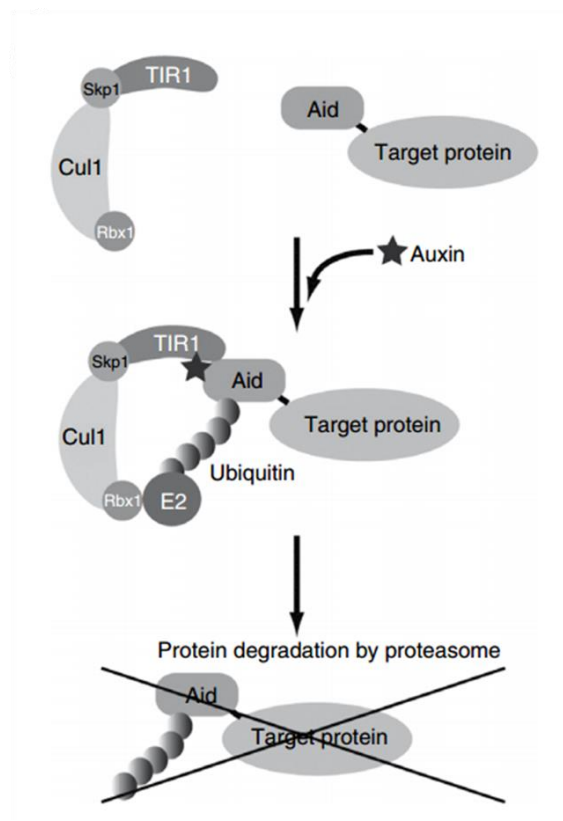 TIR1
Skp1
Aid
Target protein
Cul1
Rbx1
Auxin
TIR1
Skp1
Aid
Target protein
Cul1
Ubiquitin
Rbx1
E2
Protein degradation by proteasome
Aid
Target protein